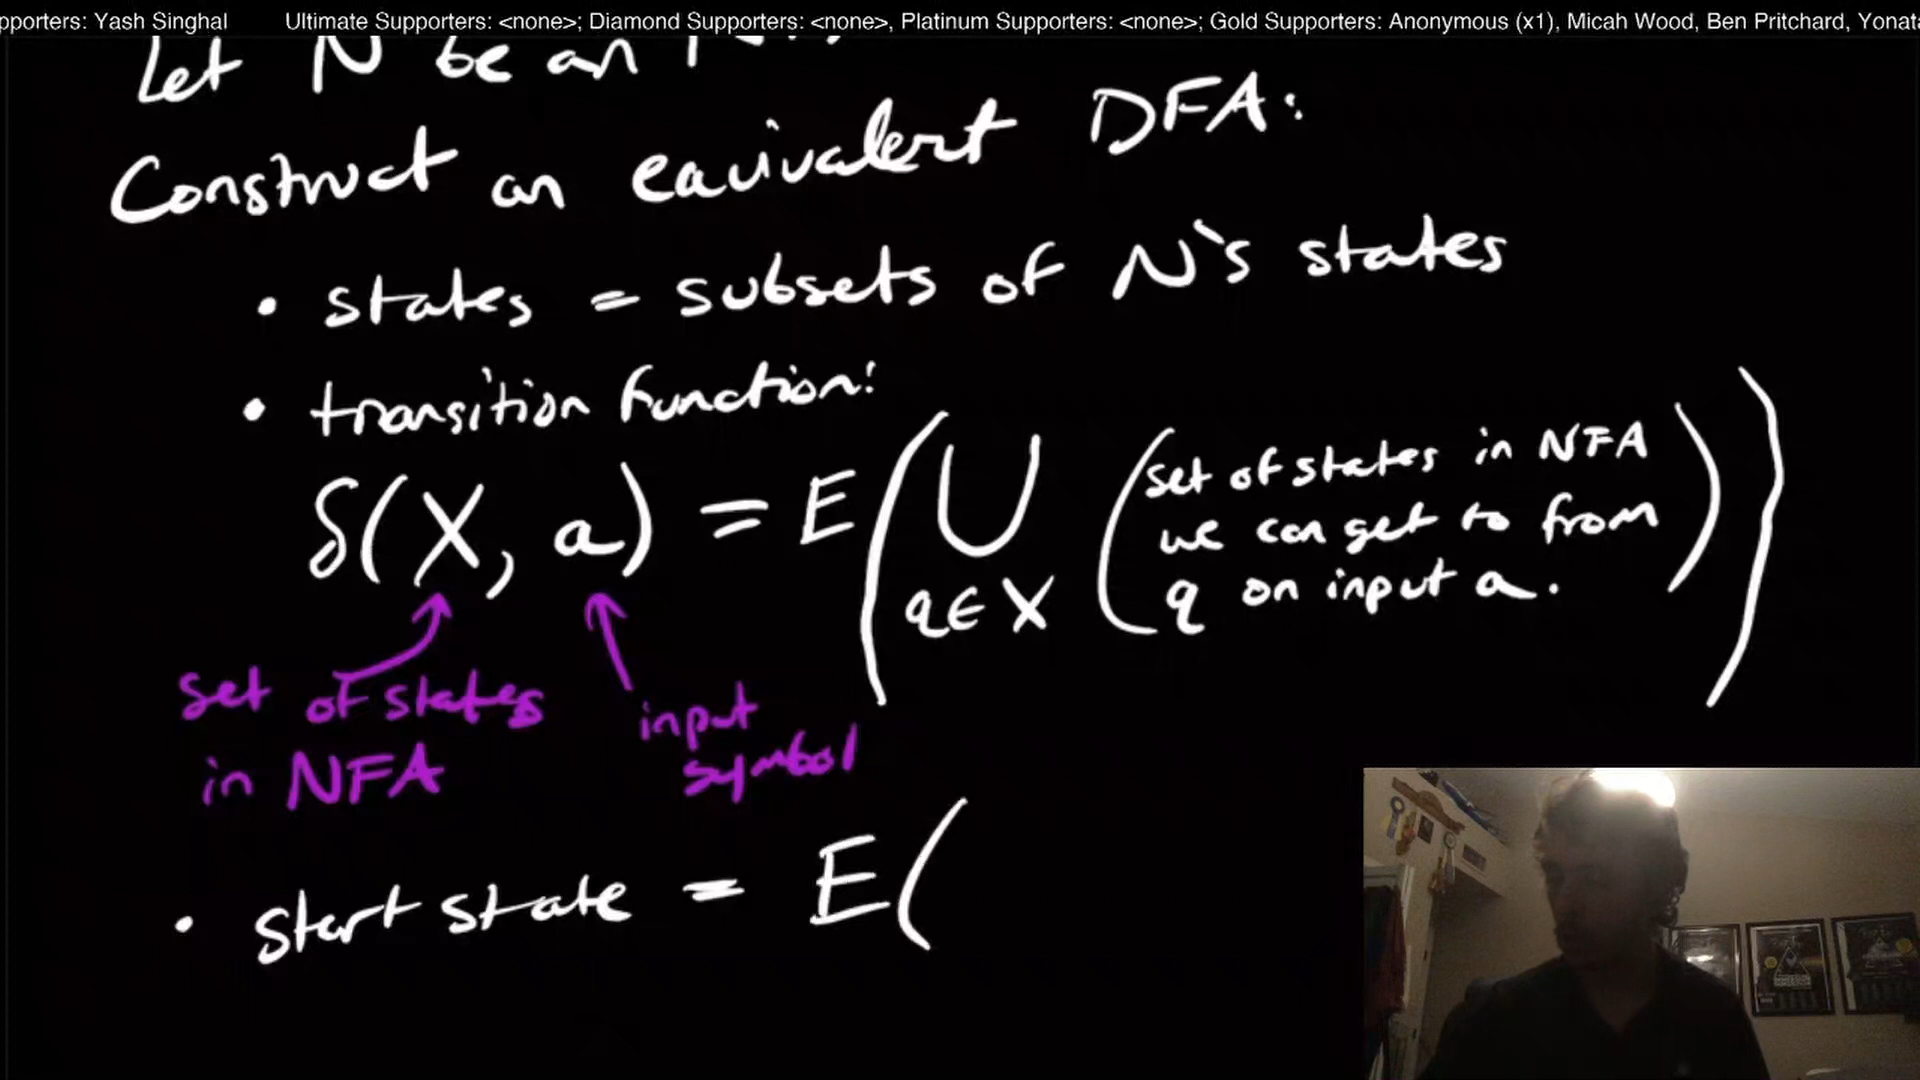 pporters: Yash Singhal Ultimate Supporters: <none>; Diamond Supporters: <none>, Platinum Supporters: <none>; Gold Supporters: Anonymous (x1), Micah Wood, Ben Pritchard, Yonat
Let N be an
Construct an equivalent DFA:
• states = subsets of N's states
• transition function:
δ(X, a) = E(⋃ q∈X (set of states in NFA
we can get to from
q on input a.))
set of states
in NFA
input
symbol
• start state = E(